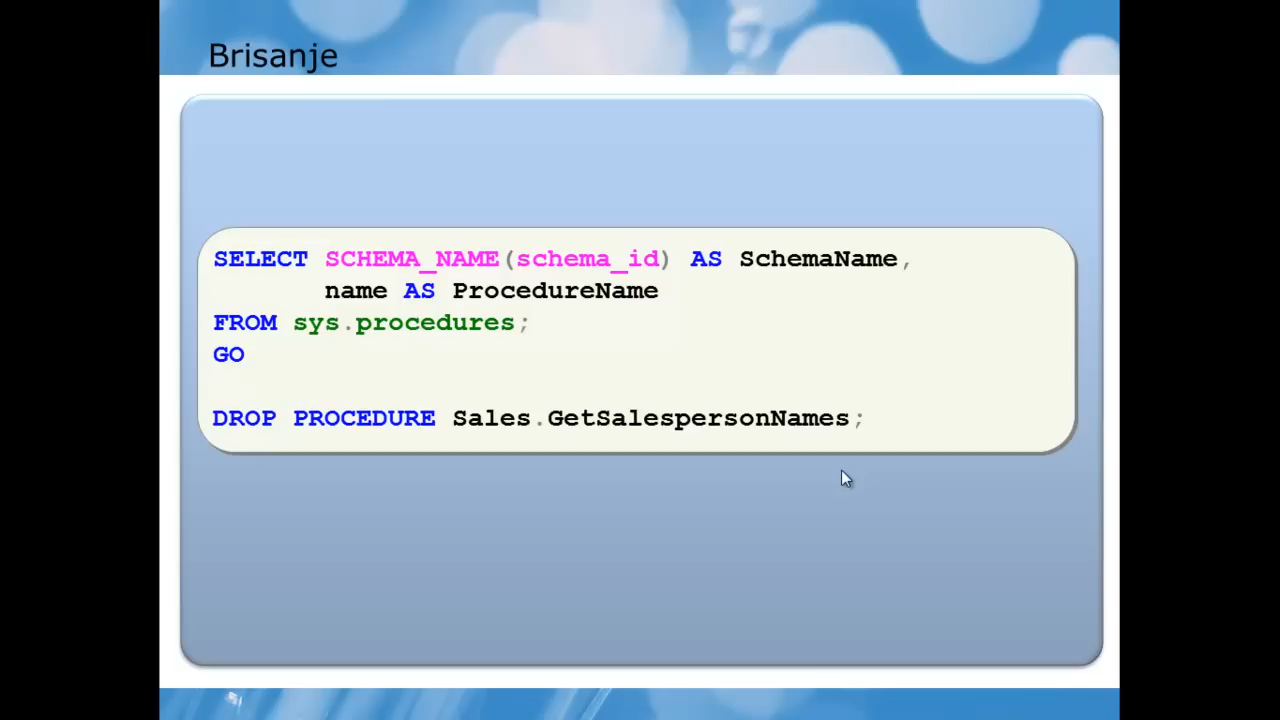 Brisanje
SELECT SCHEMA_NAME(schema_id) AS SchemaName,
name AS ProcedureName
FROM sys.procedures;
GO
DROP PROCEDURE Sales.GetSalespersonNames;